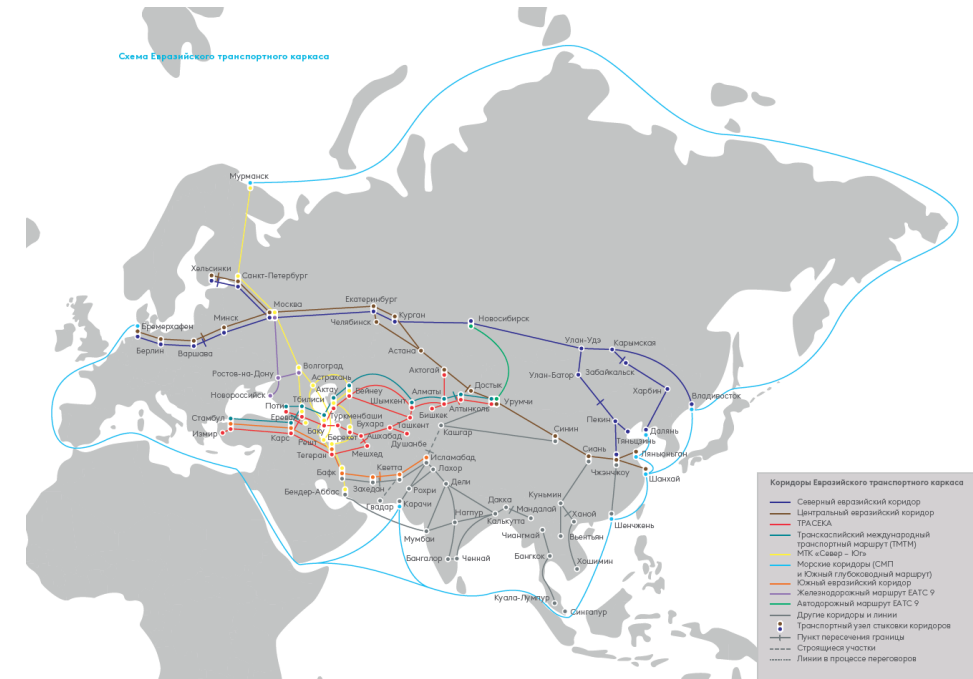 Схема Евразийского транспортного каркаса
Мурманск
Хельсинки
Санкт-Петербург
Москва
Екатеринбург
Бремерхафен
Минск
Челябинск
Курган
Новосибирск
Берлин
Варшава
Улан-Удэ
Карымская
Астана
Волгоград
Ростов-на-Дону
Астрахань
Актогай
Улан-Батор
Забайкальск
Достык
Харбин
Новороссийск
Актау
Бейнеу
Алматы
Владивосток
Поти
Тбилиси
Шымкент
Алтынколь
Урумчи
Стамбул
Ереван
Туркменбаши
Бишкек
Пекин
Измир
Карс
Баку
Бухара
Ташкент
Кашгар
Синин
Далянь
Решт
Берекет
Ашхабад
Душанбе
Тяньцзинь
Тегеран
Мешхед
Исламабад
Сиань
Ляньюньган
Бафк
Кветта
Лахор
Чжэнчжоу
Шанхай
Бендер-Аббас
Захедан
Рохри
Дели
Гвадар
Карачи
Дакка
Куньмин
Нагпур
Калькутта
Мандалай
Ханой
Шенчжень
Мумбаи
Чиангмай
Вьентьян
Бангалор
Ченнай
Бангкок
Хошимин
Куала-Лумпур
Сингапур
Коридоры Евразийского транспортного каркаса
Северный евразийский коридор
Центральный евразийский коридор
ТРАСЕКА
Транскаспийский международный
транспортный маршрут (ТМТМ)
МТК «Север – Юг»
Морские коридоры (СМП
и Южный глубоководный маршрут)
Южный евразийский коридор
Железнодорожный маршрут ЕАТС 9
Автодорожный маршрут ЕАТС 9
Другие коридоры и линии
Транспортный узел стыковки коридоров
Пункт пересечения границы
Строящиеся участки
Линии в процессе переговоров